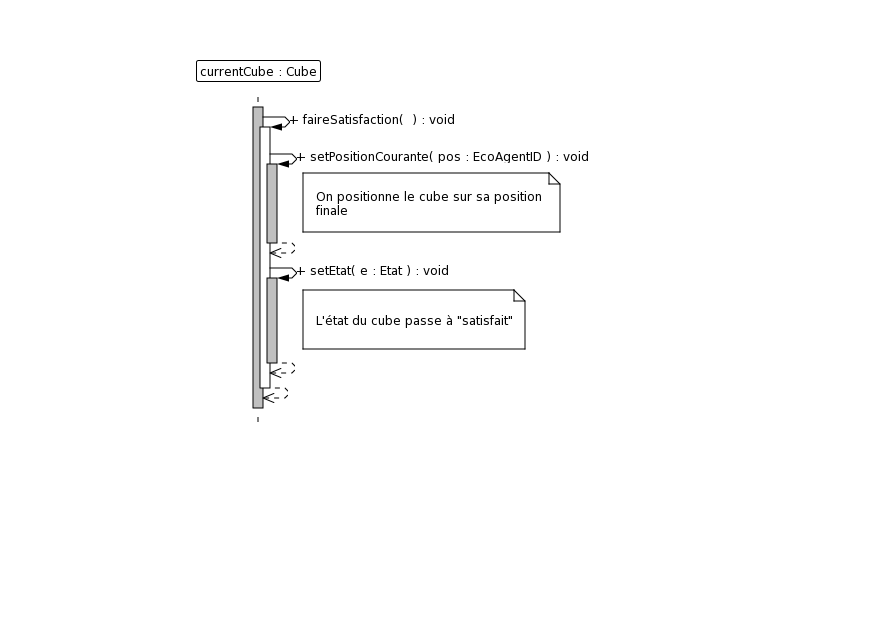 currentCube : Cube
+ faireSatisfaction(  ) : void
+ setPositionCourante( pos : EcoAgentID ) : void
On positionne le cube sur sa position
finale
+ setEtat( e : Etat ) : void
L'état du cube passe à "satisfait"